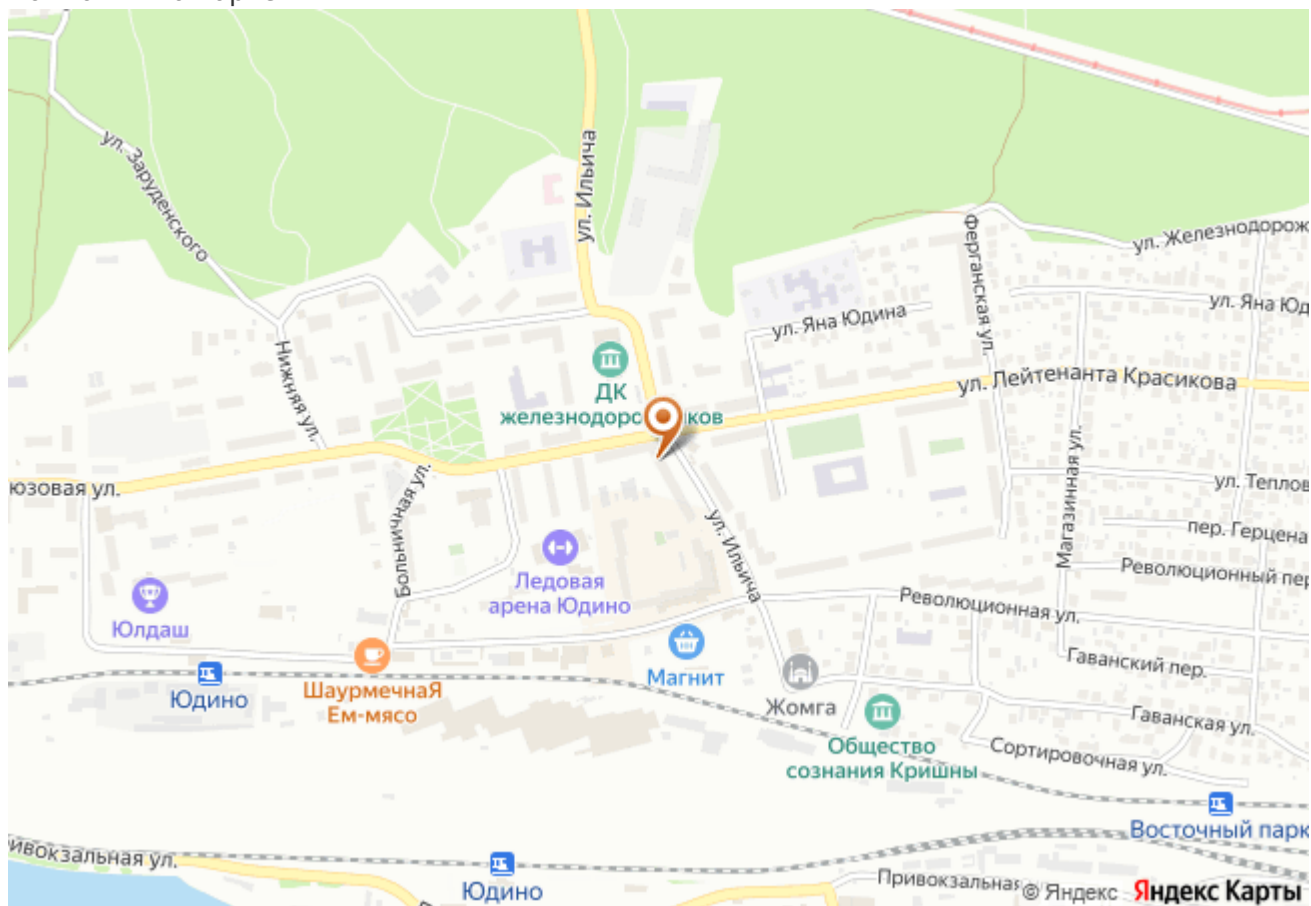 ул. Заруденского
ул. Ильича
Ферганская ул.
ул. Железнодорож
ул. Яна Юд
ул. Яна Юдина
Нижняя ул.
ДК
железнодоро
ков
ул. Лейтенанта Красикова
юзовая ул.
Больничная ул.
ул. Ильича
Магазинная ул.
ул. Теплов
пер. Герцена
Революционный пер
Ледовая
арена Юдино
Юлдаш
Революционная ул.
Гаванский пер.
Юдино
ШаурмечнаЯ
Ем-мясо
Магнит
Жомга
Гаванская ул.
Общество
сознания Кришны
Сортировочная ул.
Восточный парк
ивокзальная ул.
Юдино
Привокзальная
© Яндекс Яндекс Карты